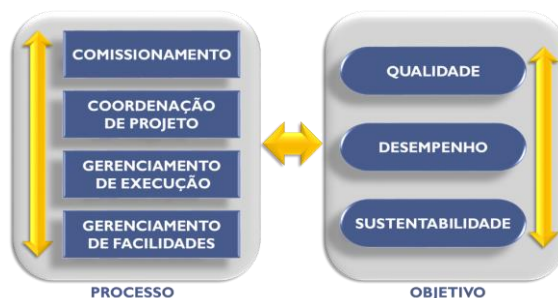 COMISSIONAMENTO
COORDENAÇÃO
DE PROJETO
GERENCIAMENTO
DE EXECUÇÃO
GERENCIAMENTO
DE FACILIDADES
PROCESSO
QUALIDADE
DESEMPENHO
SUSTENTABILIDADE
OBJETIVO